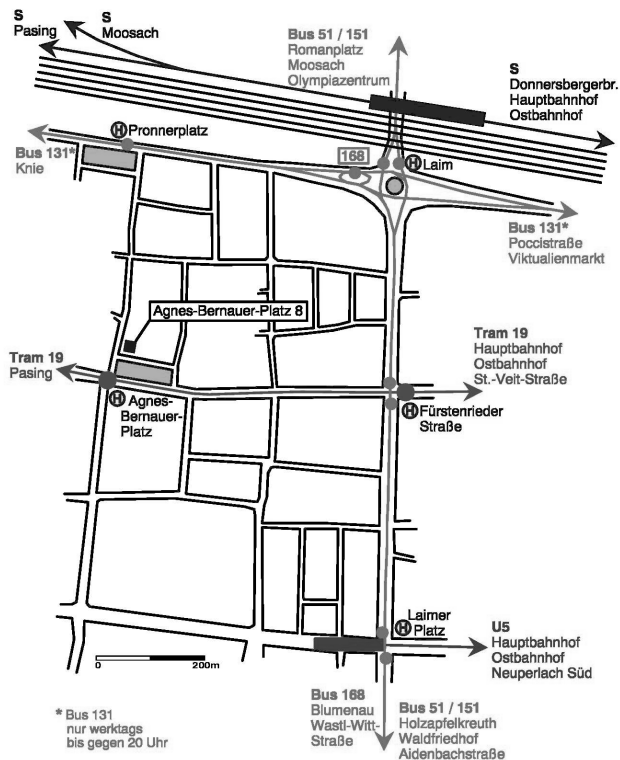 S
Pasing
S
Moosach
Bus 51 / 151
Romanplatz
Moosach
Olympiazentrum
S
Donnersbergerbr.
Hauptbahnhof
Ostbahnhof
H Pronnerplatz
Bus 131*
Knie
168
H Laim
Bus 131*
Poccistraße
Viktualienmarkt
Agnes-Bernauer-Platz 8
Tram 19
Pasing
Tram 19
Hauptbahnhof
Ostbahnhof
St.-Veit-Straße
H Agnes-
Bernauer-
Platz
H Fürstenrieder
Straße
Laimer
Platz
H
U5
Hauptbahnhof
Ostbahnhof
Neuperlach Süd
0 200m
* Bus 131
nur werktags
bis gegen 20 Uhr
Bus 168
Blumenau
Wastl-Witt-
Straße
Bus 51 / 151
Holzapfelkreuth
Waldfriedhof
Aidenbachstraße